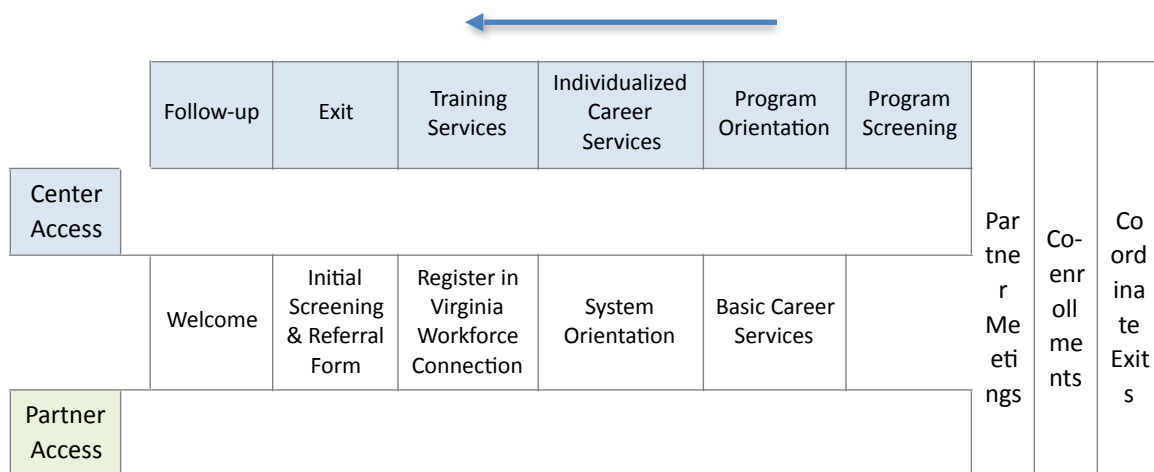 Follow-up
Exit
Training
Services
Individualized
Career
Services
Program
Orientation
Program
Screening
Center
Access
Welcome
Initial
Screening
& Referral
Form
Register in
Virginia
Workforce
Connection
System
Orientation
Basic Career
Services
Par
tne
r
Me
eti
ngs
Co-
enr
oll
me
nts
Co
ord
ina
te
Exit
s
Partner
Access